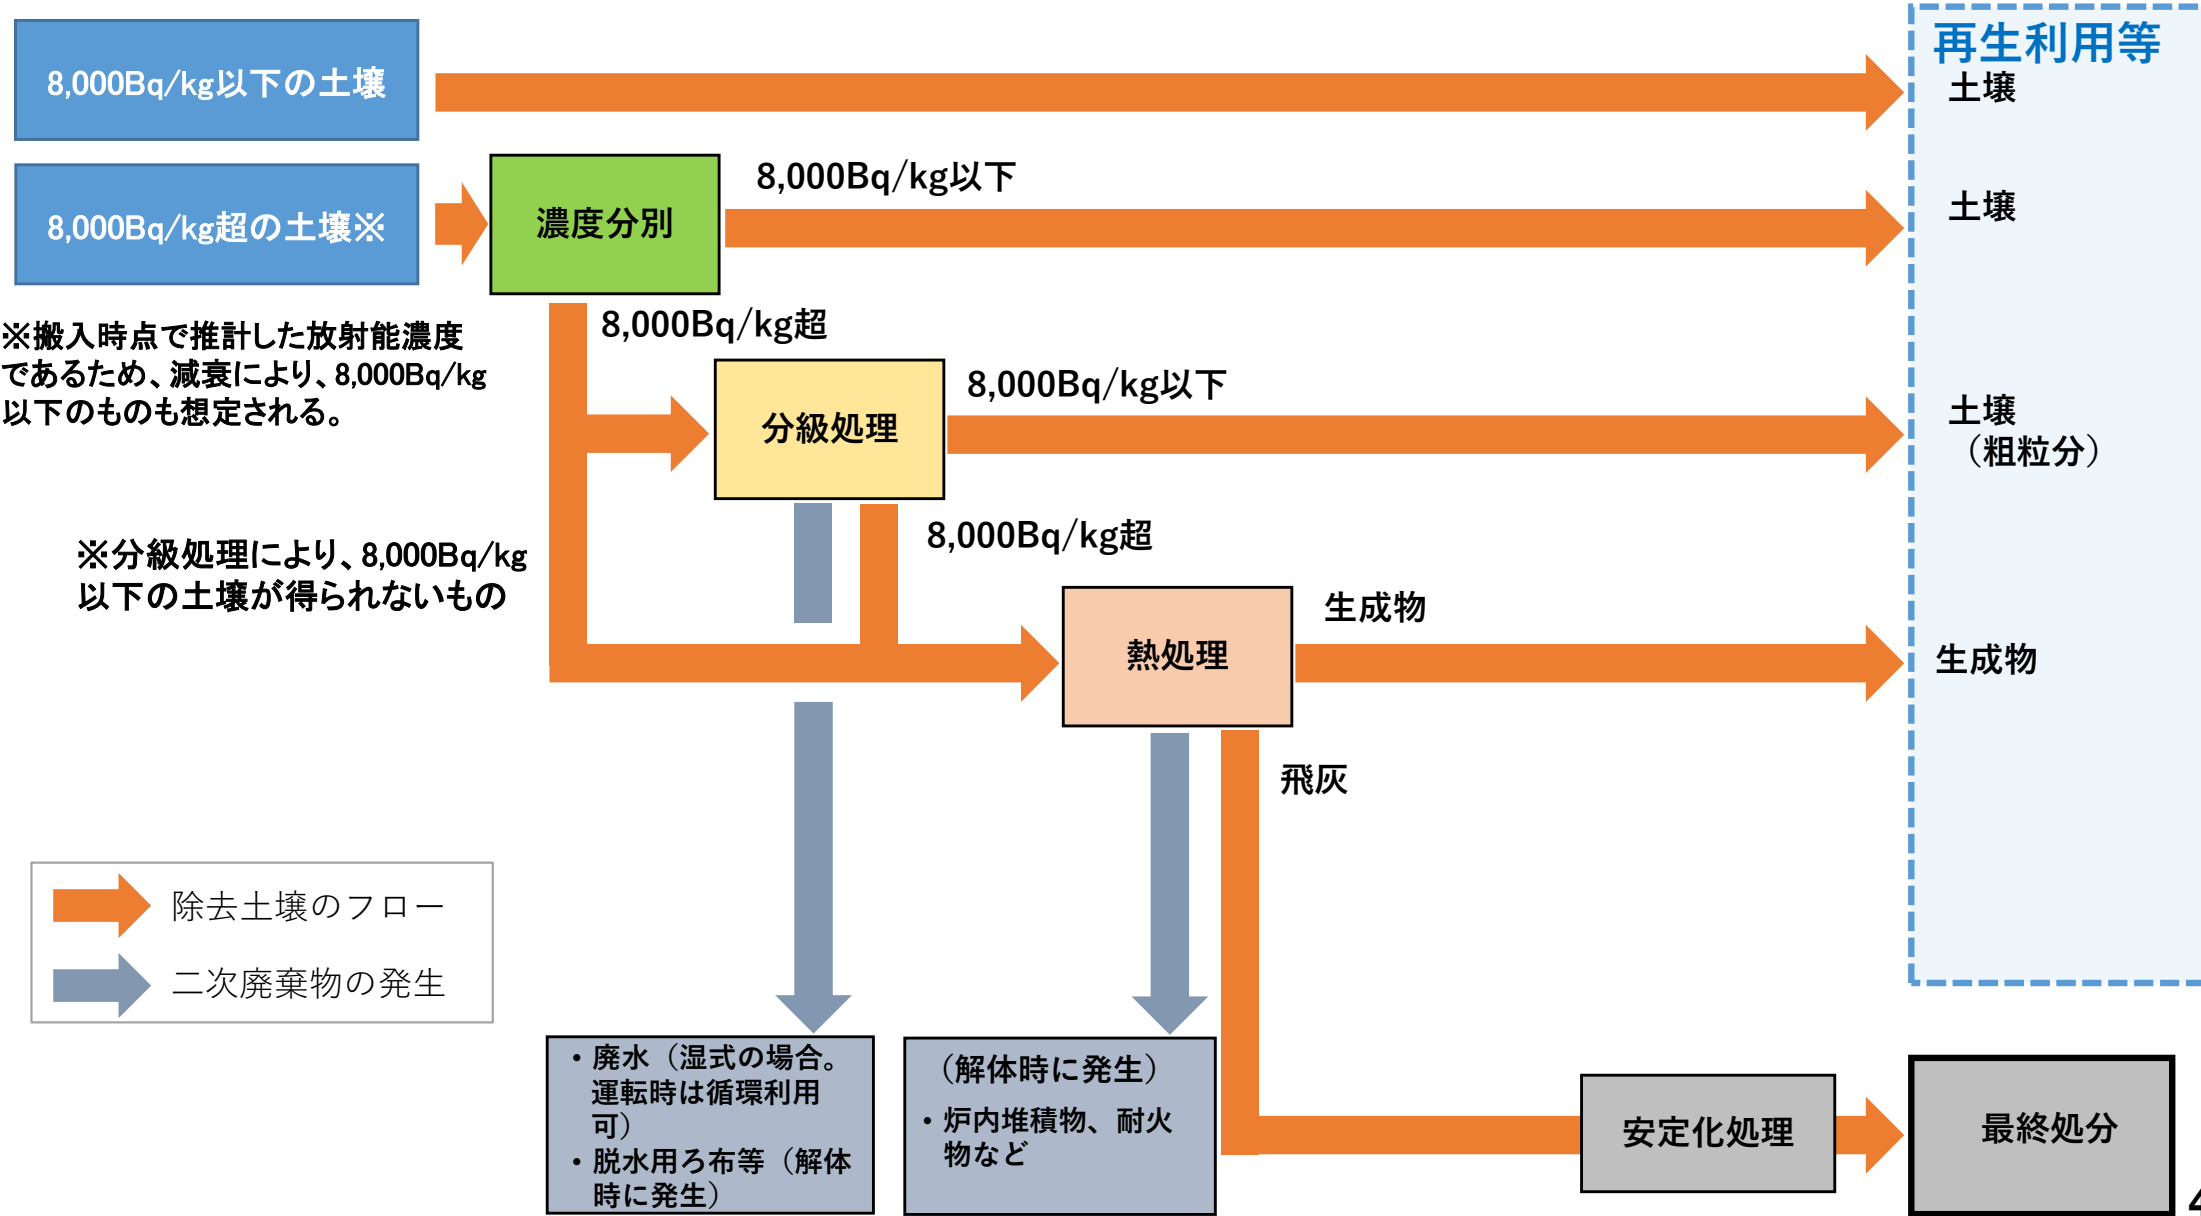 8,000Bq/kg以下の土壌
再生利用等
土壌
8,000Bq/kg超の土壌※
濃度分別
8,000Bq/kg以下
土壌
※搬入時点で推計した放射能濃度
であるため、減衰により、8,000Bq/kg
以下のものも想定される。
8,000Bq/kg超
分級処理
8,000Bq/kg以下
土壌
（粗粒分）
※分級処理により、8,000Bq/kg
以下の土壌が得られないもの
8,000Bq/kg超
熱処理
生成物
生成物
飛灰
除去土壌のフロー
二次廃棄物の発生
・廃水（湿式の場合。
運転時は循環利用
可）
・脱水用ろ布等（解体
時に発生）
（解体時に発生）
・炉内堆積物、耐火
物など
安定化処理
最終処分